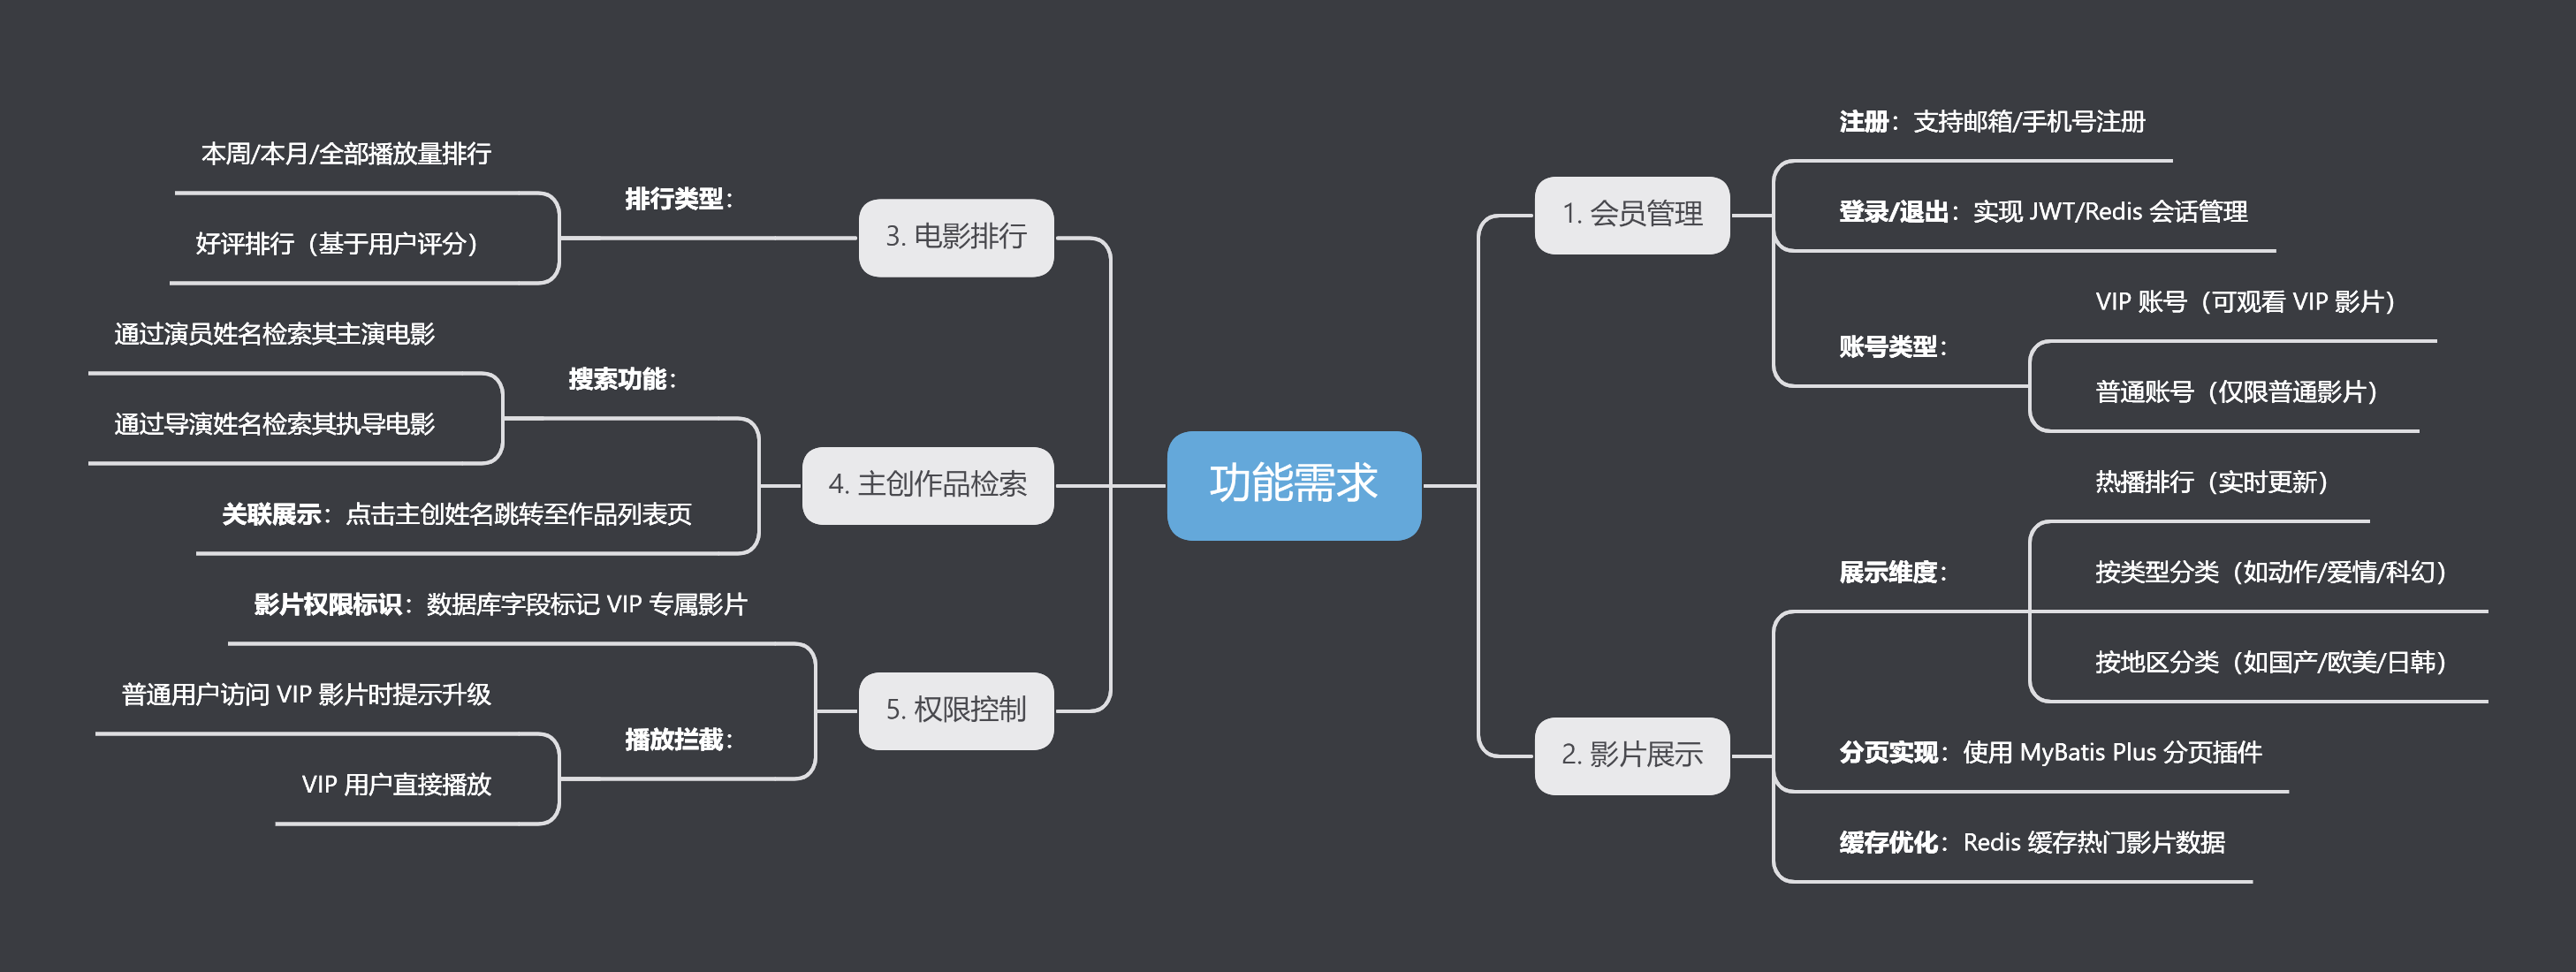 功能需求
1. 会员管理
注册：支持邮箱/手机号注册
登录/退出：实现 JWT/Redis 会话管理
账号类型：
VIP 账号（可观看 VIP 影片）
普通账号（仅限普通影片）
2. 影片展示
展示维度：
热播排行（实时更新）
按类型分类（如动作/爱情/科幻）
按地区分类（如国产/欧美/日韩）
分页实现：使用 MyBatis Plus 分页插件
缓存优化：Redis 缓存热门影片数据
3. 电影排行
排行类型：
本周/本月/全部播放量排行
好评排行（基于用户评分）
4. 主创作品检索
搜索功能：
通过演员姓名检索其主演电影
通过导演姓名检索其执导电影
关联展示：点击主创姓名跳转至作品列表页
5. 权限控制
影片权限标识：数据库字段标记 VIP 专属影片
播放拦截：
普通用户访问 VIP 影片时提示升级
VIP 用户直接播放